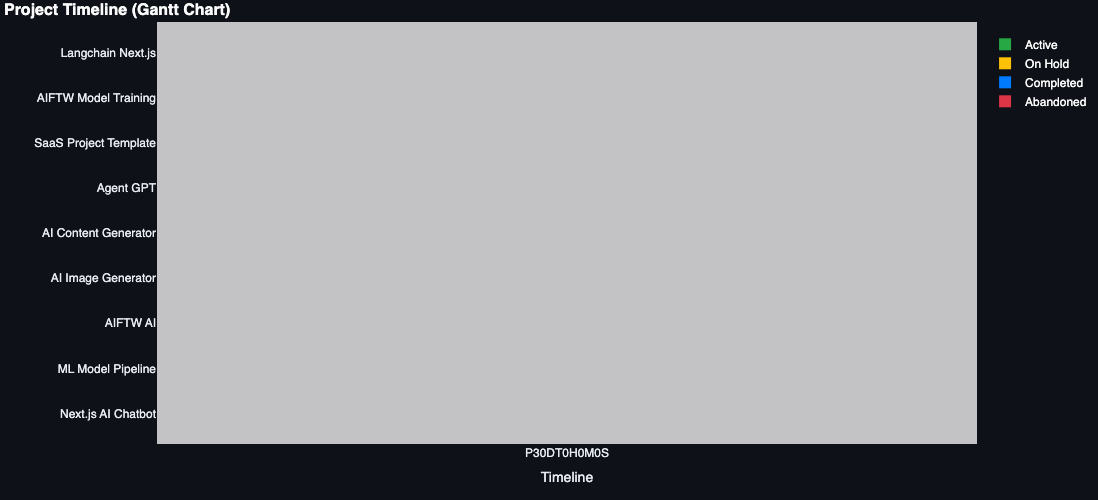 Project Timeline (Gantt Chart)
Langchain Next.js
AIFTW Model Training
SaaS Project Template
Agent GPT
AI Content Generator
AI Image Generator
AIFTW AI
ML Model Pipeline
Next.js AI Chatbot
P30DT0H0M0S
Timeline
Active
On Hold
Completed
Abandoned